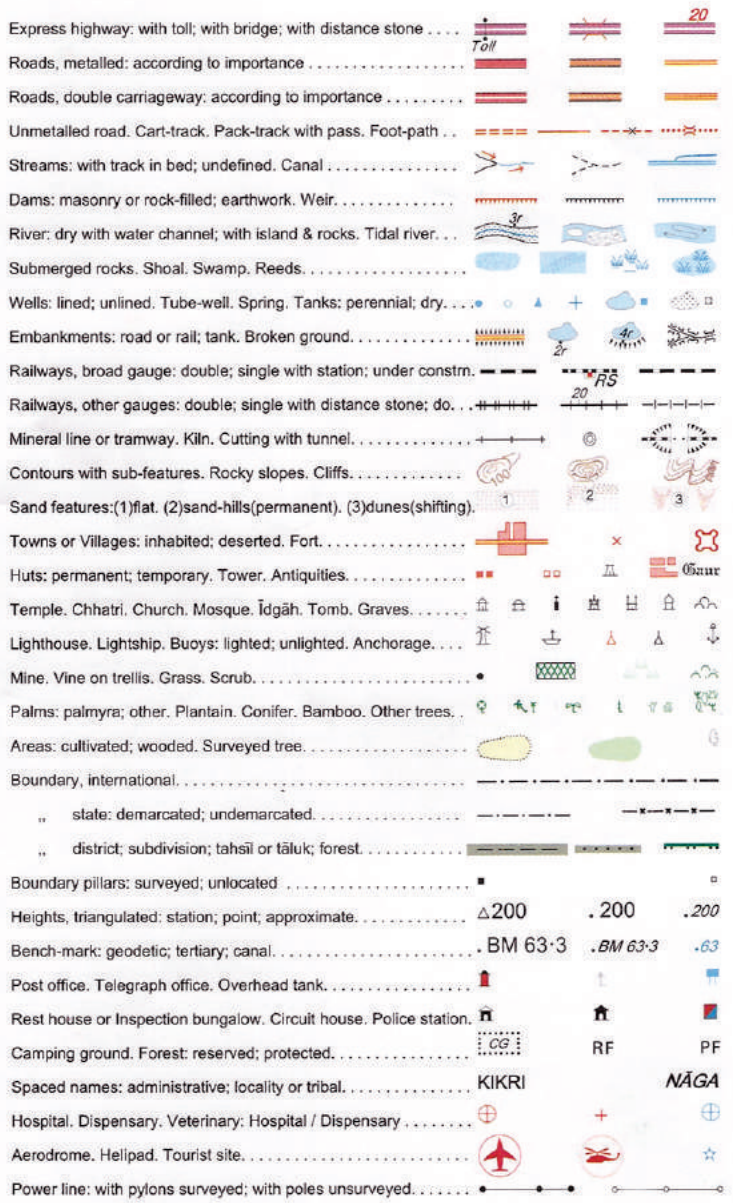 20
Express highway: with toll; with bridge; with distance stone . . . .
Toll
Roads, metalled: according to importance . . . . . . . . . . . . . . . . .
Roads, double carriageway: according to importance . . . . . . . . .
Unmetalled road. Cart-track. Pack-track with pass. Foot-path . .
Streams: with track in bed; undefined. Canal . . . . . . . . . . . . . . .
Dams: masonry or rock-filled; earthwork. Weir. . . . . . . . . . . . . .
River: dry with water channel; with island & rocks. Tidal river. . . 3r
Submerged rocks. Shoal. Swamp. Reeds. . . . . . . . . . . . . . . . . .
Wells: lined; unlined. Tube-well. Spring. Tanks: perennial; dry. . .
Embankments: road or rail; tank. Broken ground. . . . . . . . . . . . 2r 4r
Railways, broad gauge: double; single with station; under constrn. RS
Railways, other gauges: double; single with distance stone; do. . . 20
Mineral line or tramway. Kiln. Cutting with tunnel. . . . . . . . . . . . .
Contours with sub-features. Rocky slopes. Cliffs. . . . . . . . . . . . . 100
Sand features:(1)flat. (2)sand-hills(permanent). (3)dunes(shifting). 1 2 3
Towns or Villages: inhabited; deserted. Fort. . . . . . . . . . . . . . . .
Huts: permanent; temporary. Tower. Antiquities. . . . . . . . . . . . . Gaur
Temple. Chhatri. Church. Mosque. Īdgāh. Tomb. Graves. . . . . . .
Lighthouse. Lightship. Buoys: lighted; unlighted. Anchorage. . . .
Mine. Vine on trellis. Grass. Scrub. . . . . . . . . . . . . . . . . . . . . . .
Palms: palmyra; other. Plantain. Conifer. Bamboo. Other trees. .
Areas: cultivated; wooded. Surveyed tree. . . . . . . . . . . . . . . . . .
Boundary, international. . . . . . . . . . . . . . . . . . . . . . . . . . . . . . . .
„ state: demarcated; undemarcated. . . . . . . . . . . . . . . . . .
„ district; subdivision; tahsīl or tāluk; forest. . . . . . . . . . . . .
Boundary pillars: surveyed; unlocated . . . . . . . . . . . . . . . . . . .
Heights, triangulated: station; point; approximate. . . . . . . . . . . . △200 .200 .200
Bench-mark: geodetic; tertiary; canal. . . . . . . . . . . . . . . . . . . . . .BM 63·3 .BM 63·3 .63
Post office. Telegraph office. Overhead tank. . . . . . . . . . . . . . . .
Rest house or Inspection bungalow. Circuit house. Police station.
Camping ground. Forest: reserved; protected. . . . . . . . . . . . . . . CG RF PF
Spaced names: administrative; locality or tribal. . . . . . . . . . . . . . KIKRI NĀGA
Hospital. Dispensary. Veterinary: Hospital / Dispensary . . . . . . .
Aerodrome. Helipad. Tourist site. . . . . . . . . . . . . . . . . . . . . . . . .
Power line: with pylons surveyed; with poles unsurveyed. . . . . . .